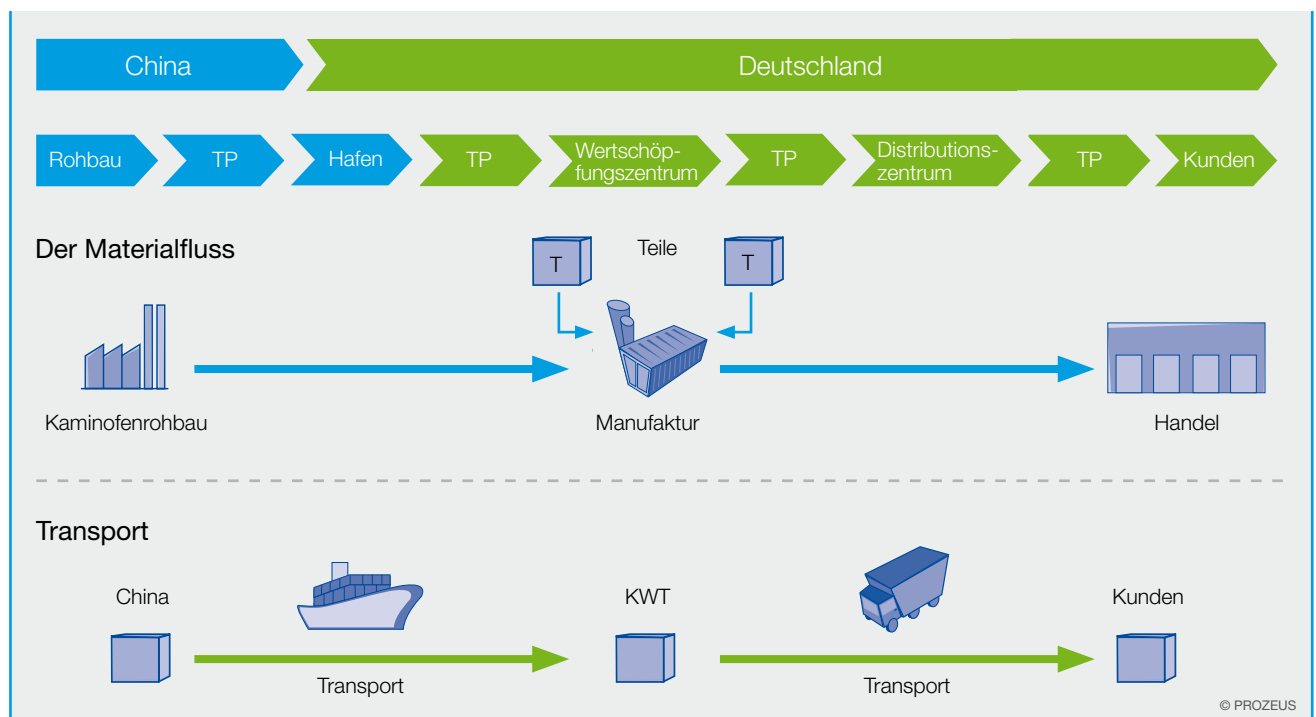 China
Deutschland
Rohbau
TP
Hafen
TP
Wertschöp-
fungszentrum
TP
Distributions-
zentrum
TP
Kunden
Der Materialfluss
T
Teile
T
Kaminofenrohbau
Manufaktur
Handel
Transport
China
KWT
Kunden
Transport
Transport
© PROZEUS